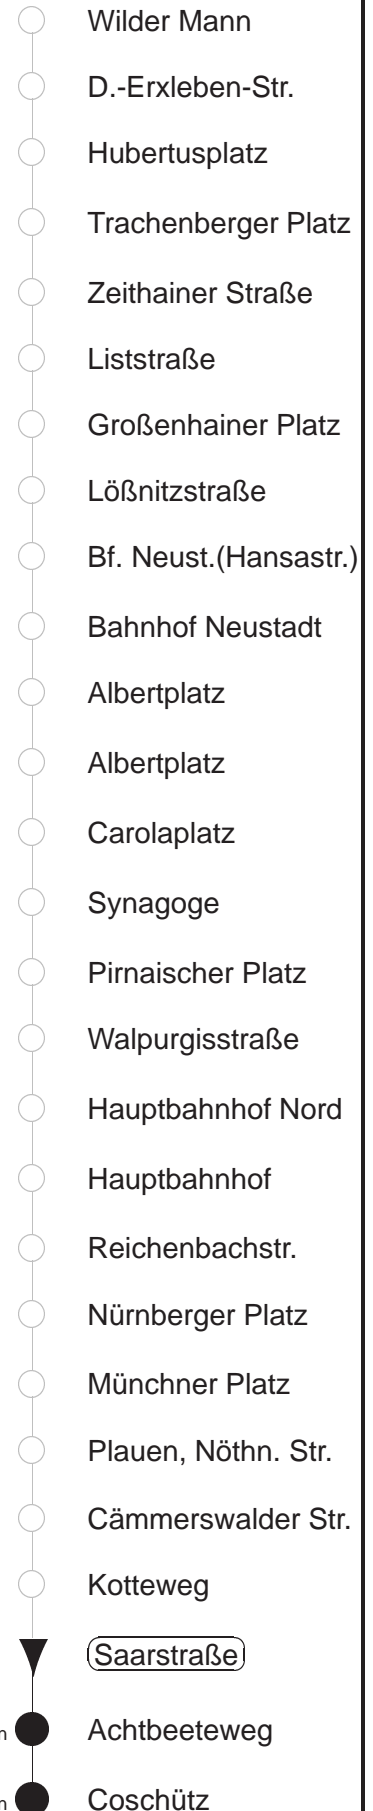 Wilder Mann
D.-Erxleben-Str.
Hubertusplatz
Trachenberger Platz
Zeithainer Straße
Liststraße
Großenhainer Platz
Lößnitzstraße
Bf. Neust.(Hansastr.)
Bahnhof Neustadt
Albertplatz
Albertplatz
Carolaplatz
Synagoge
Pirnaischer Platz
Walpurgisstraße
Hauptbahnhof Nord
Hauptbahnhof
Reichenbachstr.
Nürnberger Platz
Münchner Platz
Plauen, Nöthn. Str.
Cämmerswalder Str.
Kotteweg
Saarstraße
Achtbeeteweg
Coschütz